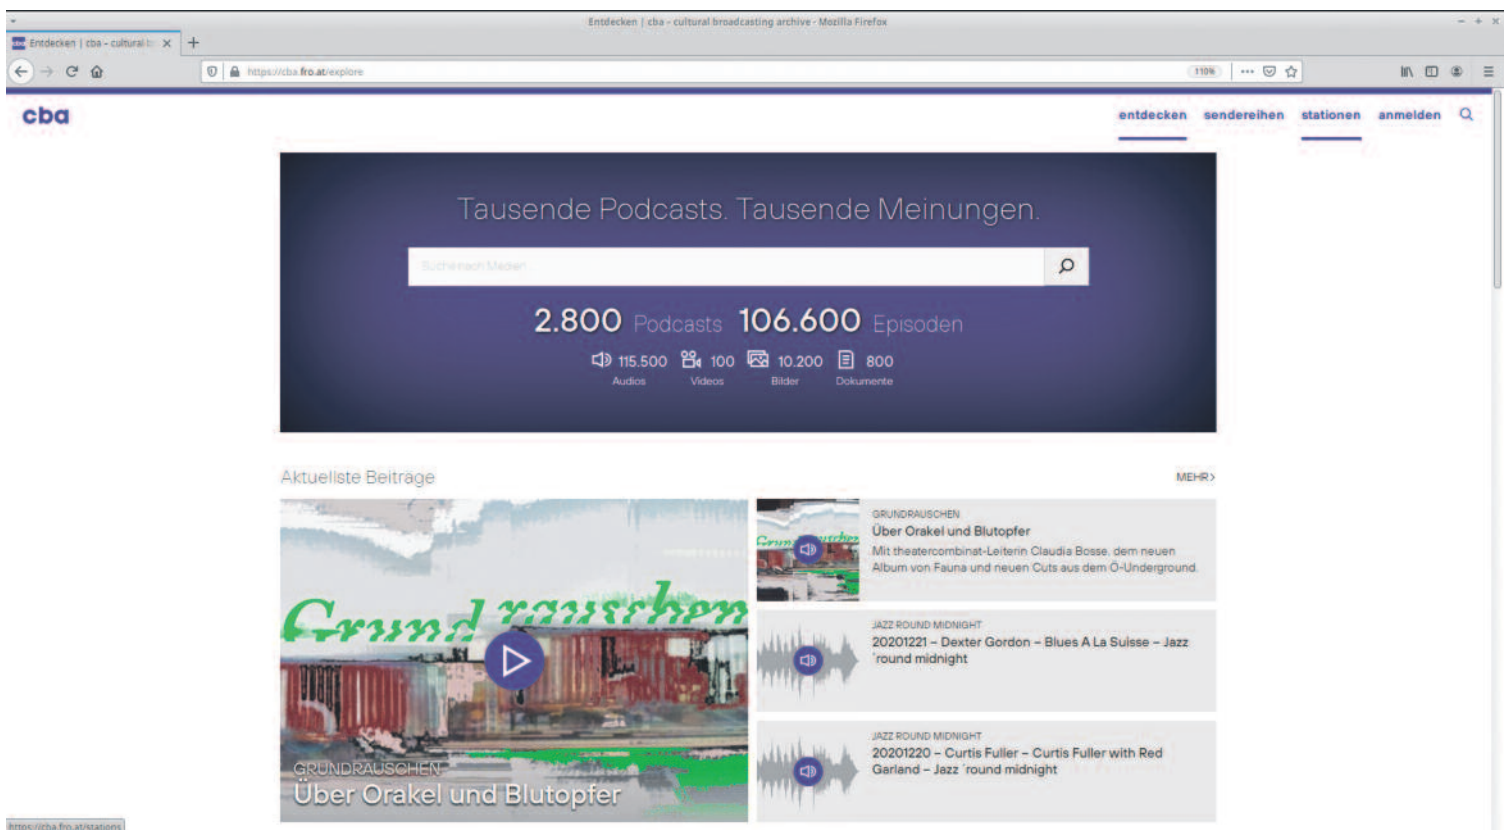 Entdecken | cba - cultural broadcasting archive - Mozilla Firefox
Entdecken | cba - cultural b
https://cba.fro.at/explore
110%
cba
entdecken sendereihen stationen anmelden
Tausende Podcasts. Tausende Meinungen.
Suche nach Medien
2.800 Podcasts 106.600 Episoden
115.500 100 10.200 800
Audios Videos Bilder Dokumente
Aktuellste Beiträge
MEHR>
Grundrauschen
GRUNDRAUSCHEN
Über Orakel und Blutopfer
GRUNDRAUSCHEN
Über Orakel und Blutopfer
Mit theatercombinat-Leiterin Claudia Bosse, dem neuen
Album von Fauna und neuen Cuts aus dem Ö-Underground.
JAZZ ROUND MIDNIGHT
20201221 – Dexter Gordon – Blues A La Suisse – Jazz
´round midnight
JAZZ ROUND MIDNIGHT
20201220 – Curtis Fuller – Curtis Fuller with Red
Garland – Jazz ´round midnight
https://cba.fro.at/stations